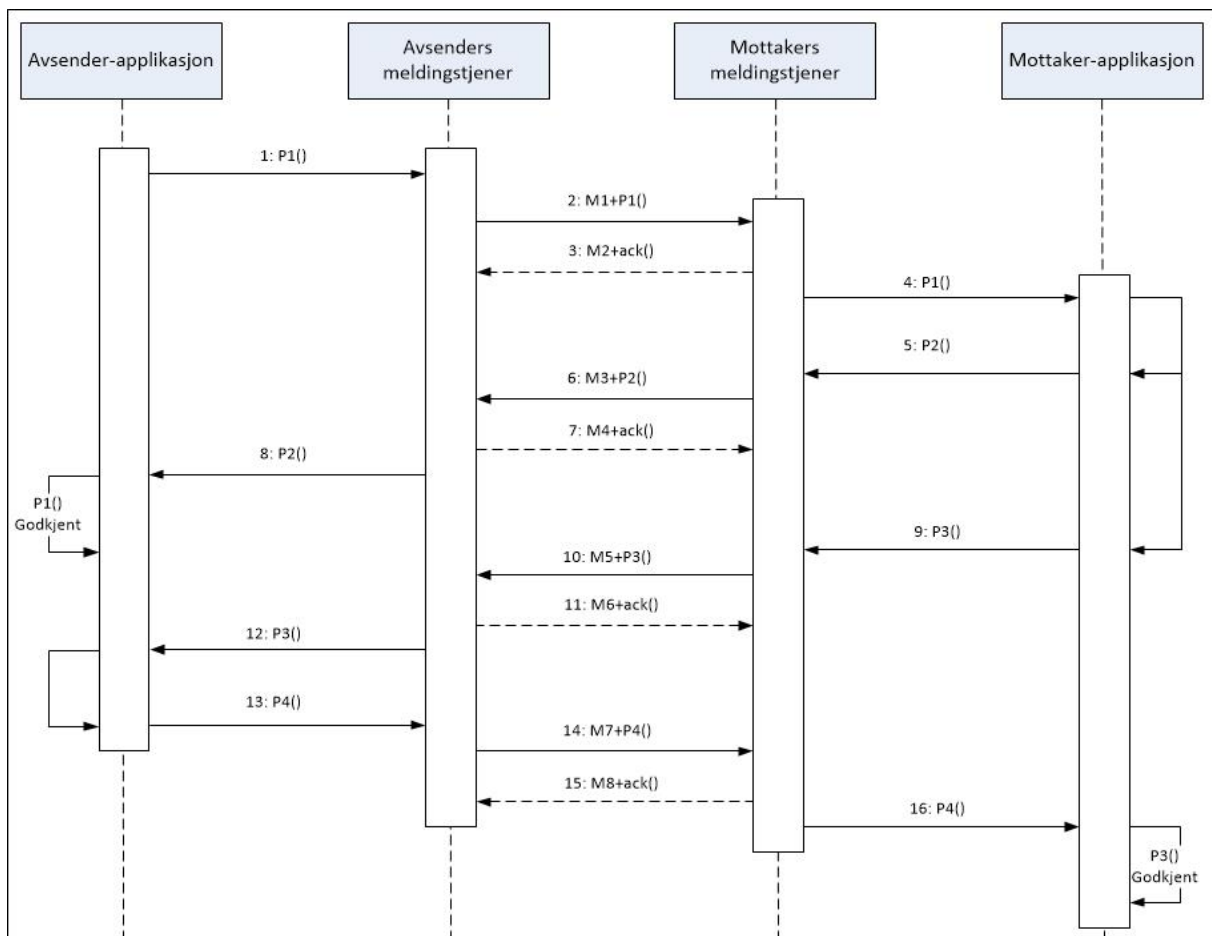 Avsender-applikasjon
Avsenders
meldingstjener
Mottakers
meldingstjener
Mottaker-applikasjon
1: P1()
2: M1+P1()
3: M2+ack()
4: P1()
5: P2()
6: M3+P2()
7: M4+ack()
8: P2()
P1()
Godkjent
9: P3()
10: M5+P3()
11: M6+ack()
12: P3()
13: P4()
14: M7+P4()
15: M8+ack()
16: P4()
P3()
Godkjent